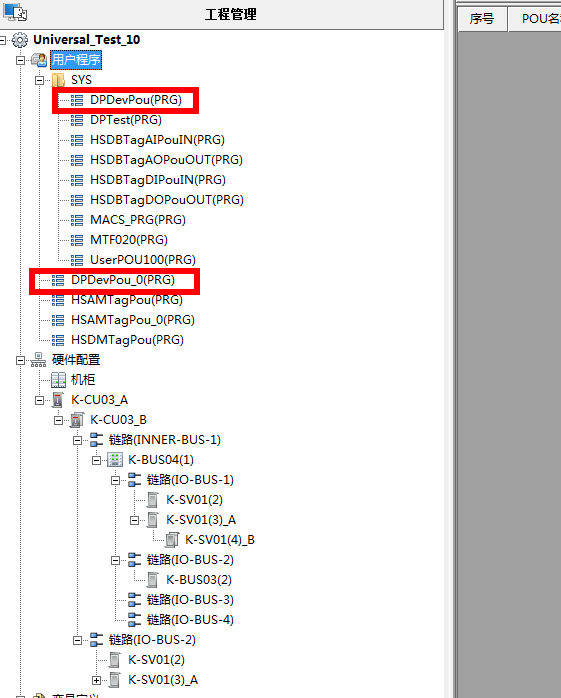 工程管理
序号 POU名
Universal_Test_10
用户程序
SYS
DPDevPou(PRG)
DPTest(PRG)
HSDBTagAIPouIN(PRG)
HSDBTagAOPouOUT(PRG)
HSDBTagDIPouIN(PRG)
HSDBTagDOPouOUT(PRG)
MACS_PRG(PRG)
MTF020(PRG)
UserPOU100(PRG)
DPDevPou_0(PRG)
HSAMTagPou(PRG)
HSAMTagPou_0(PRG)
HSDMTagPou(PRG)
硬件配置
机柜
K-CU03_A
K-CU03_B
链路(INNER-BUS-1)
K-BUS04(1)
链路(IO-BUS-1)
K-SV01(2)
K-SV01(3)_A
K-SV01(4)_B
链路(IO-BUS-2)
K-BUS03(2)
链路(IO-BUS-3)
链路(IO-BUS-4)
链路(IO-BUS-2)
K-SV01(2)
K-SV01(3)_A